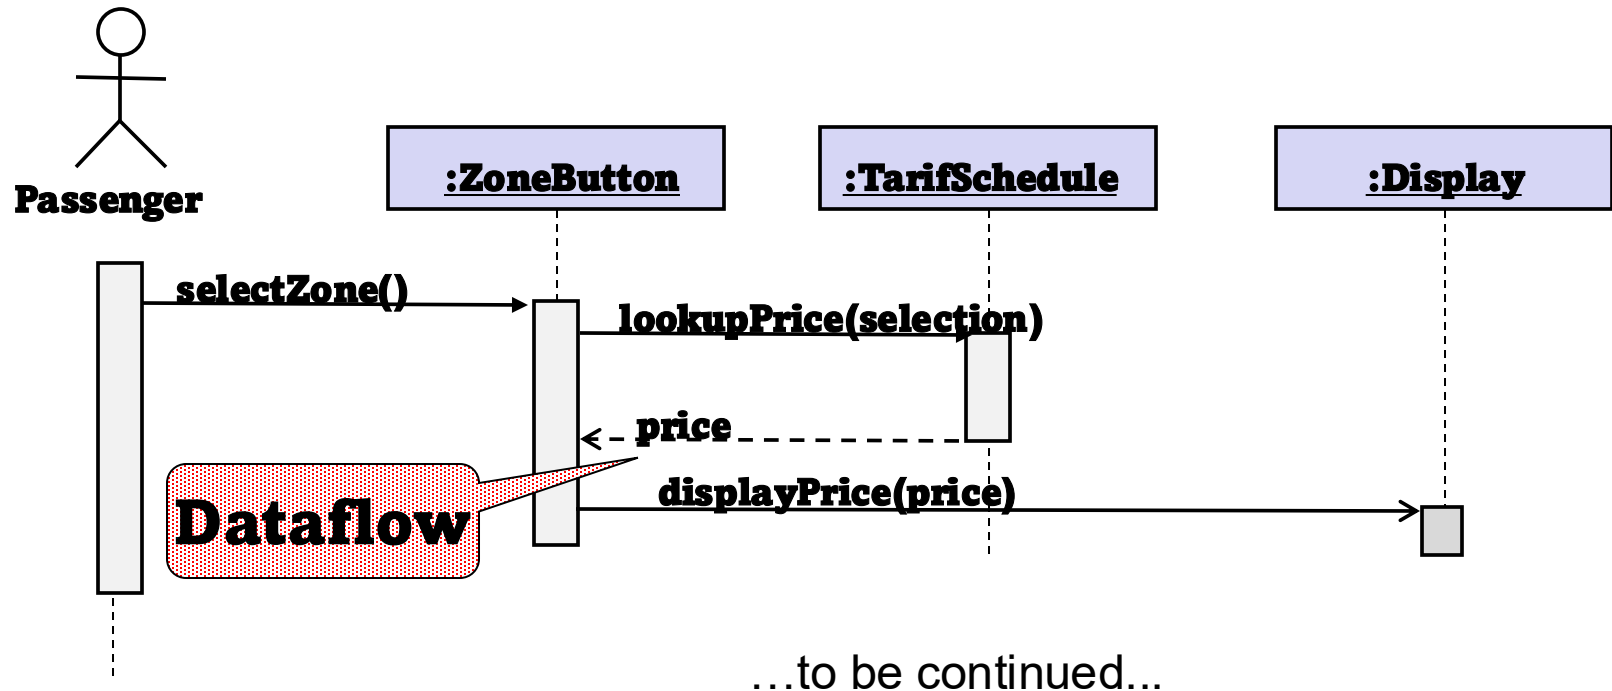 Passenger
:ZoneButton
:TarifSchedule
:Display
selectZone()
lookupPrice(selection)
price
Dataflow
displayPrice(price)
…to be continued...